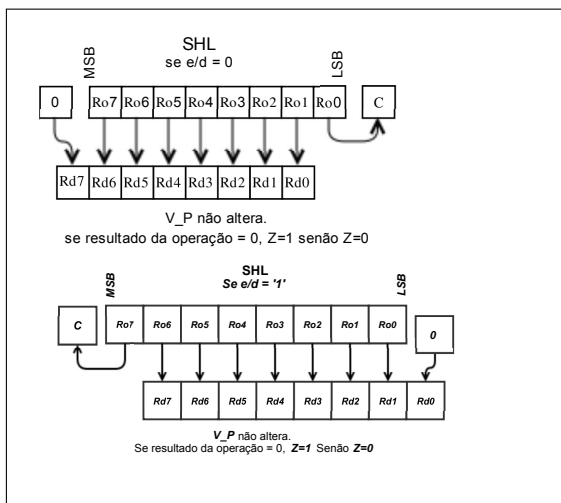 SHL
se e/d = 0
MSB
LSB
0 Ro7 Ro6 Ro5 Ro4 Ro3 Ro2 Ro1 Ro0 C
Rd7 Rd6 Rd5 Rd4 Rd3 Rd2 Rd1 Rd0
V_P não altera.
se resultado da operação = 0, Z=1 senão Z=0
SHL
Se e/d = '1'
MSB
LSB
C Ro7 Ro6 Ro5 Ro4 Ro3 Ro2 Ro1 Ro0 0
Rd7 Rd6 Rd5 Rd4 Rd3 Rd2 Rd1 Rd0
V_P não altera.
Se resultado da operação = 0, Z=1 Senão Z=0